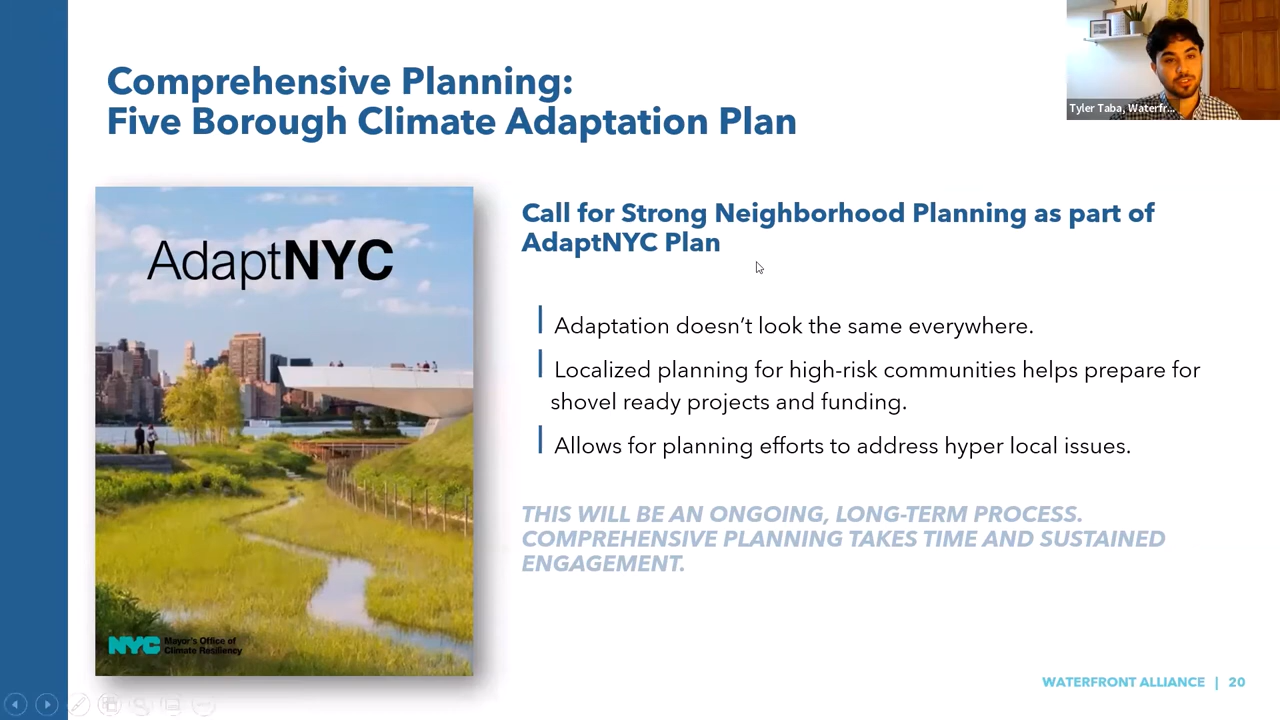 Comprehensive Planning:
Five Borough Climate Adaptation Plan
Tyler Taba, Waterfr...
AdaptNYC
NYC Mayor's Office of
Climate Resiliency
Call for Strong Neighborhood Planning as part of
AdaptNYC Plan
Adaptation doesn't look the same everywhere.
Localized planning for high-risk communities helps prepare for
shovel ready projects and funding.
Allows for planning efforts to address hyper local issues.
THIS WILL BE AN ONGOING, LONG-TERM PROCESS.
COMPREHENSIVE PLANNING TAKES TIME AND SUSTAINED
ENGAGEMENT.
WATERFRONT ALLIANCE | 20